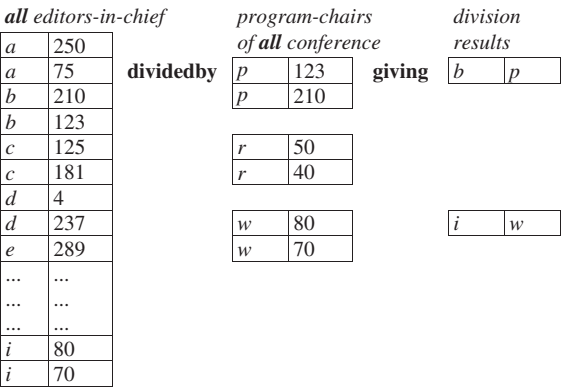 all editors-in-chief program-chairs division
of all conference results
a 250
a 75 dividedby p 123 giving b p
b 210 p 210
b 123
c 125 r 50
c 181 r 40
d 4
d 237 w 80 i w
e 289 w 70
... ...
... ...
... ...
i 80
i 70